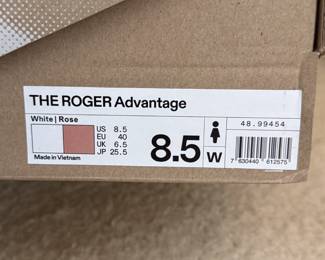 THE ROGER Advantage
White | Rose
US 8.5
EU 40
UK 6.5
JP 25.5
Made in Vietnam
8.5 W
48.99454
7 630440 612575